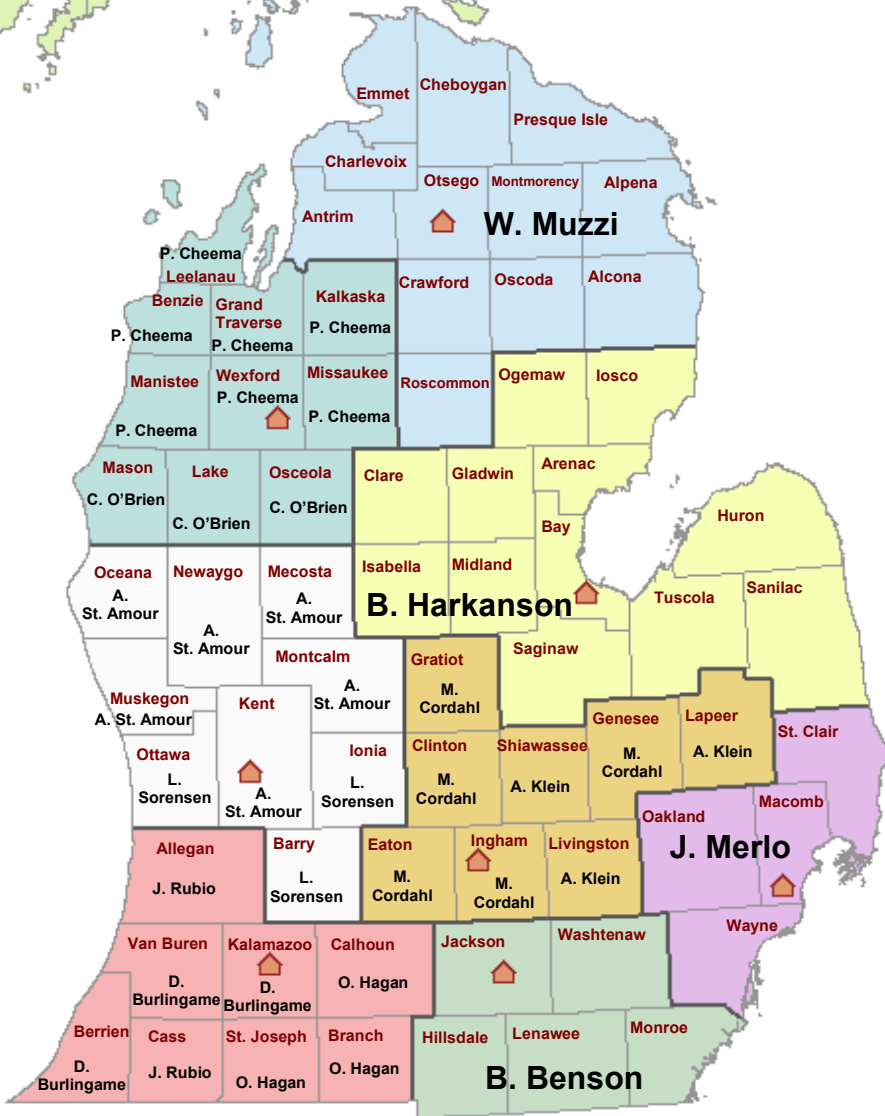 Emmet
Cheboygan
Presque Isle
Charlevoix
Otsego
Montmorency
Alpena
Antrim
W. Muzzi
P. Cheema
Leelanau
Crawford
Oscoda
Alcona
Benzie
P. Cheema
Grand
Traverse
P. Cheema
Kalkaska
P. Cheema
Manistee
P. Cheema
Wexford
P. Cheema
Missaukee
P. Cheema
Roscommon
Ogemaw
Iosco
Mason
C. O'Brien
Lake
C. O'Brien
Osceola
C. O'Brien
Clare
Gladwin
Arenac
Bay
Huron
Oceana
A.
St. Amour
Newaygo
A.
St. Amour
Mecosta
A.
St. Amour
Isabella
Midland
B. Harkanson
Tuscola
Sanilac
Saginaw
Montcalm
A.
St. Amour
Gratiot
M.
Cordahl
Muskegon
A. St. Amour
Kent
A.
St. Amour
Ottawa
L.
Sorensen
Ionia
L.
Sorensen
Clinton
M.
Cordahl
Shiawassee
A. Klein
Genesee
M.
Cordahl
Lapeer
A. Klein
St. Clair
Oakland
Macomb
J. Merlo
Wayne
Allegan
J. Rubio
Barry
L.
Sorensen
Eaton
M.
Cordahl
Ingham
M.
Cordahl
Livingston
A. Klein
Van Buren
D.
Burlingame
Kalamazoo
D.
Burlingame
Calhoun
O. Hagan
Jackson
Washtenaw
Berrien
D.
Burlingame
Cass
J. Rubio
St. Joseph
O. Hagan
Branch
O. Hagan
Hillsdale
Lenawee
Monroe
B. Benson